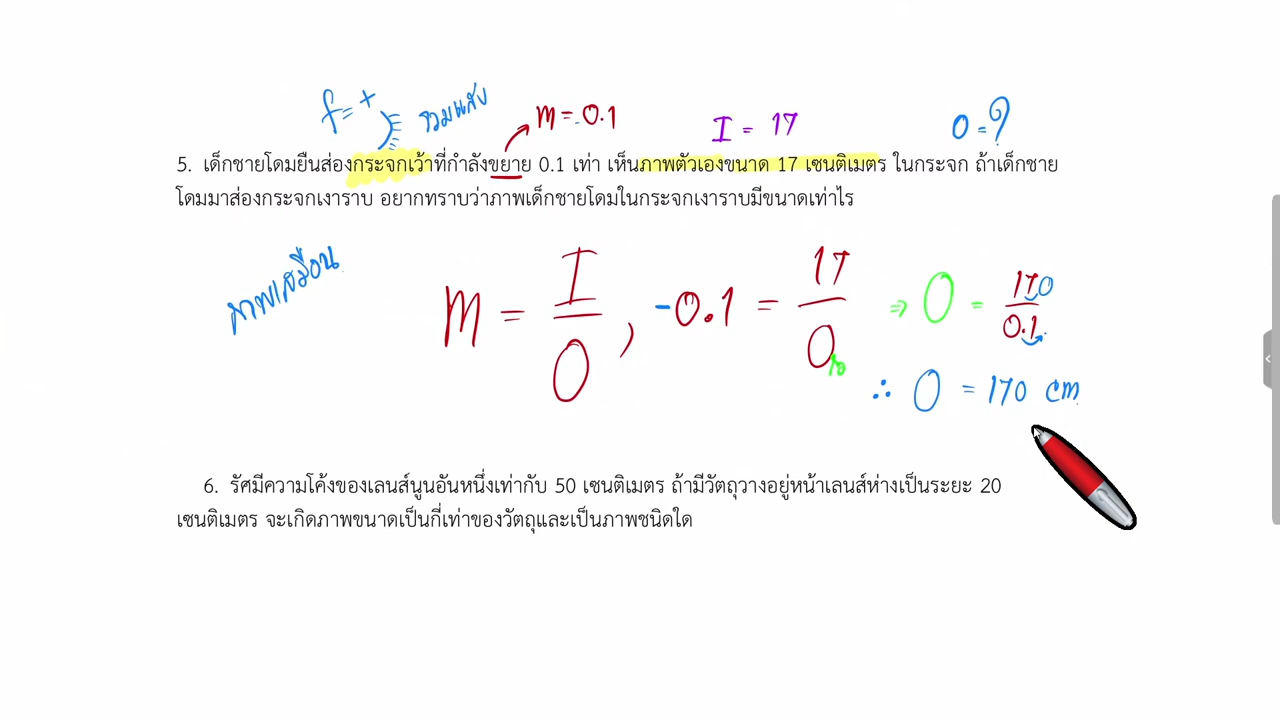 f = + รวมแสง m = 0.1 I = 17 O = ?
5. เด็กชายโดมยืนส่องกระจกเว้าที่กำลังขยาย 0.1 เท่า เห็นภาพตัวเองขนาด 17 เซนติเมตร ในกระจก ถ้าเด็กชาย
โดมมาส่องกระจกเงาราบ อยากทราบว่าภาพเด็กชายโดมในกระจกเงาราบมีขนาดเท่าไร
ภาพเสมือน
m = I / O , -0.1 = 17 / O ⇒ O = 170 / 0.1
∴ O = 170 cm
6. รัศมีความโค้งของเลนส์นูนอันหนึ่งเท่ากับ 50 เซนติเมตร ถ้ามีวัตถุวางอยู่หน้าเลนส์ห่างเป็นระยะ 20
เซนติเมตร จะเกิดภาพขนาดเป็นกี่เท่าของวัตถุและเป็นภาพชนิดใด